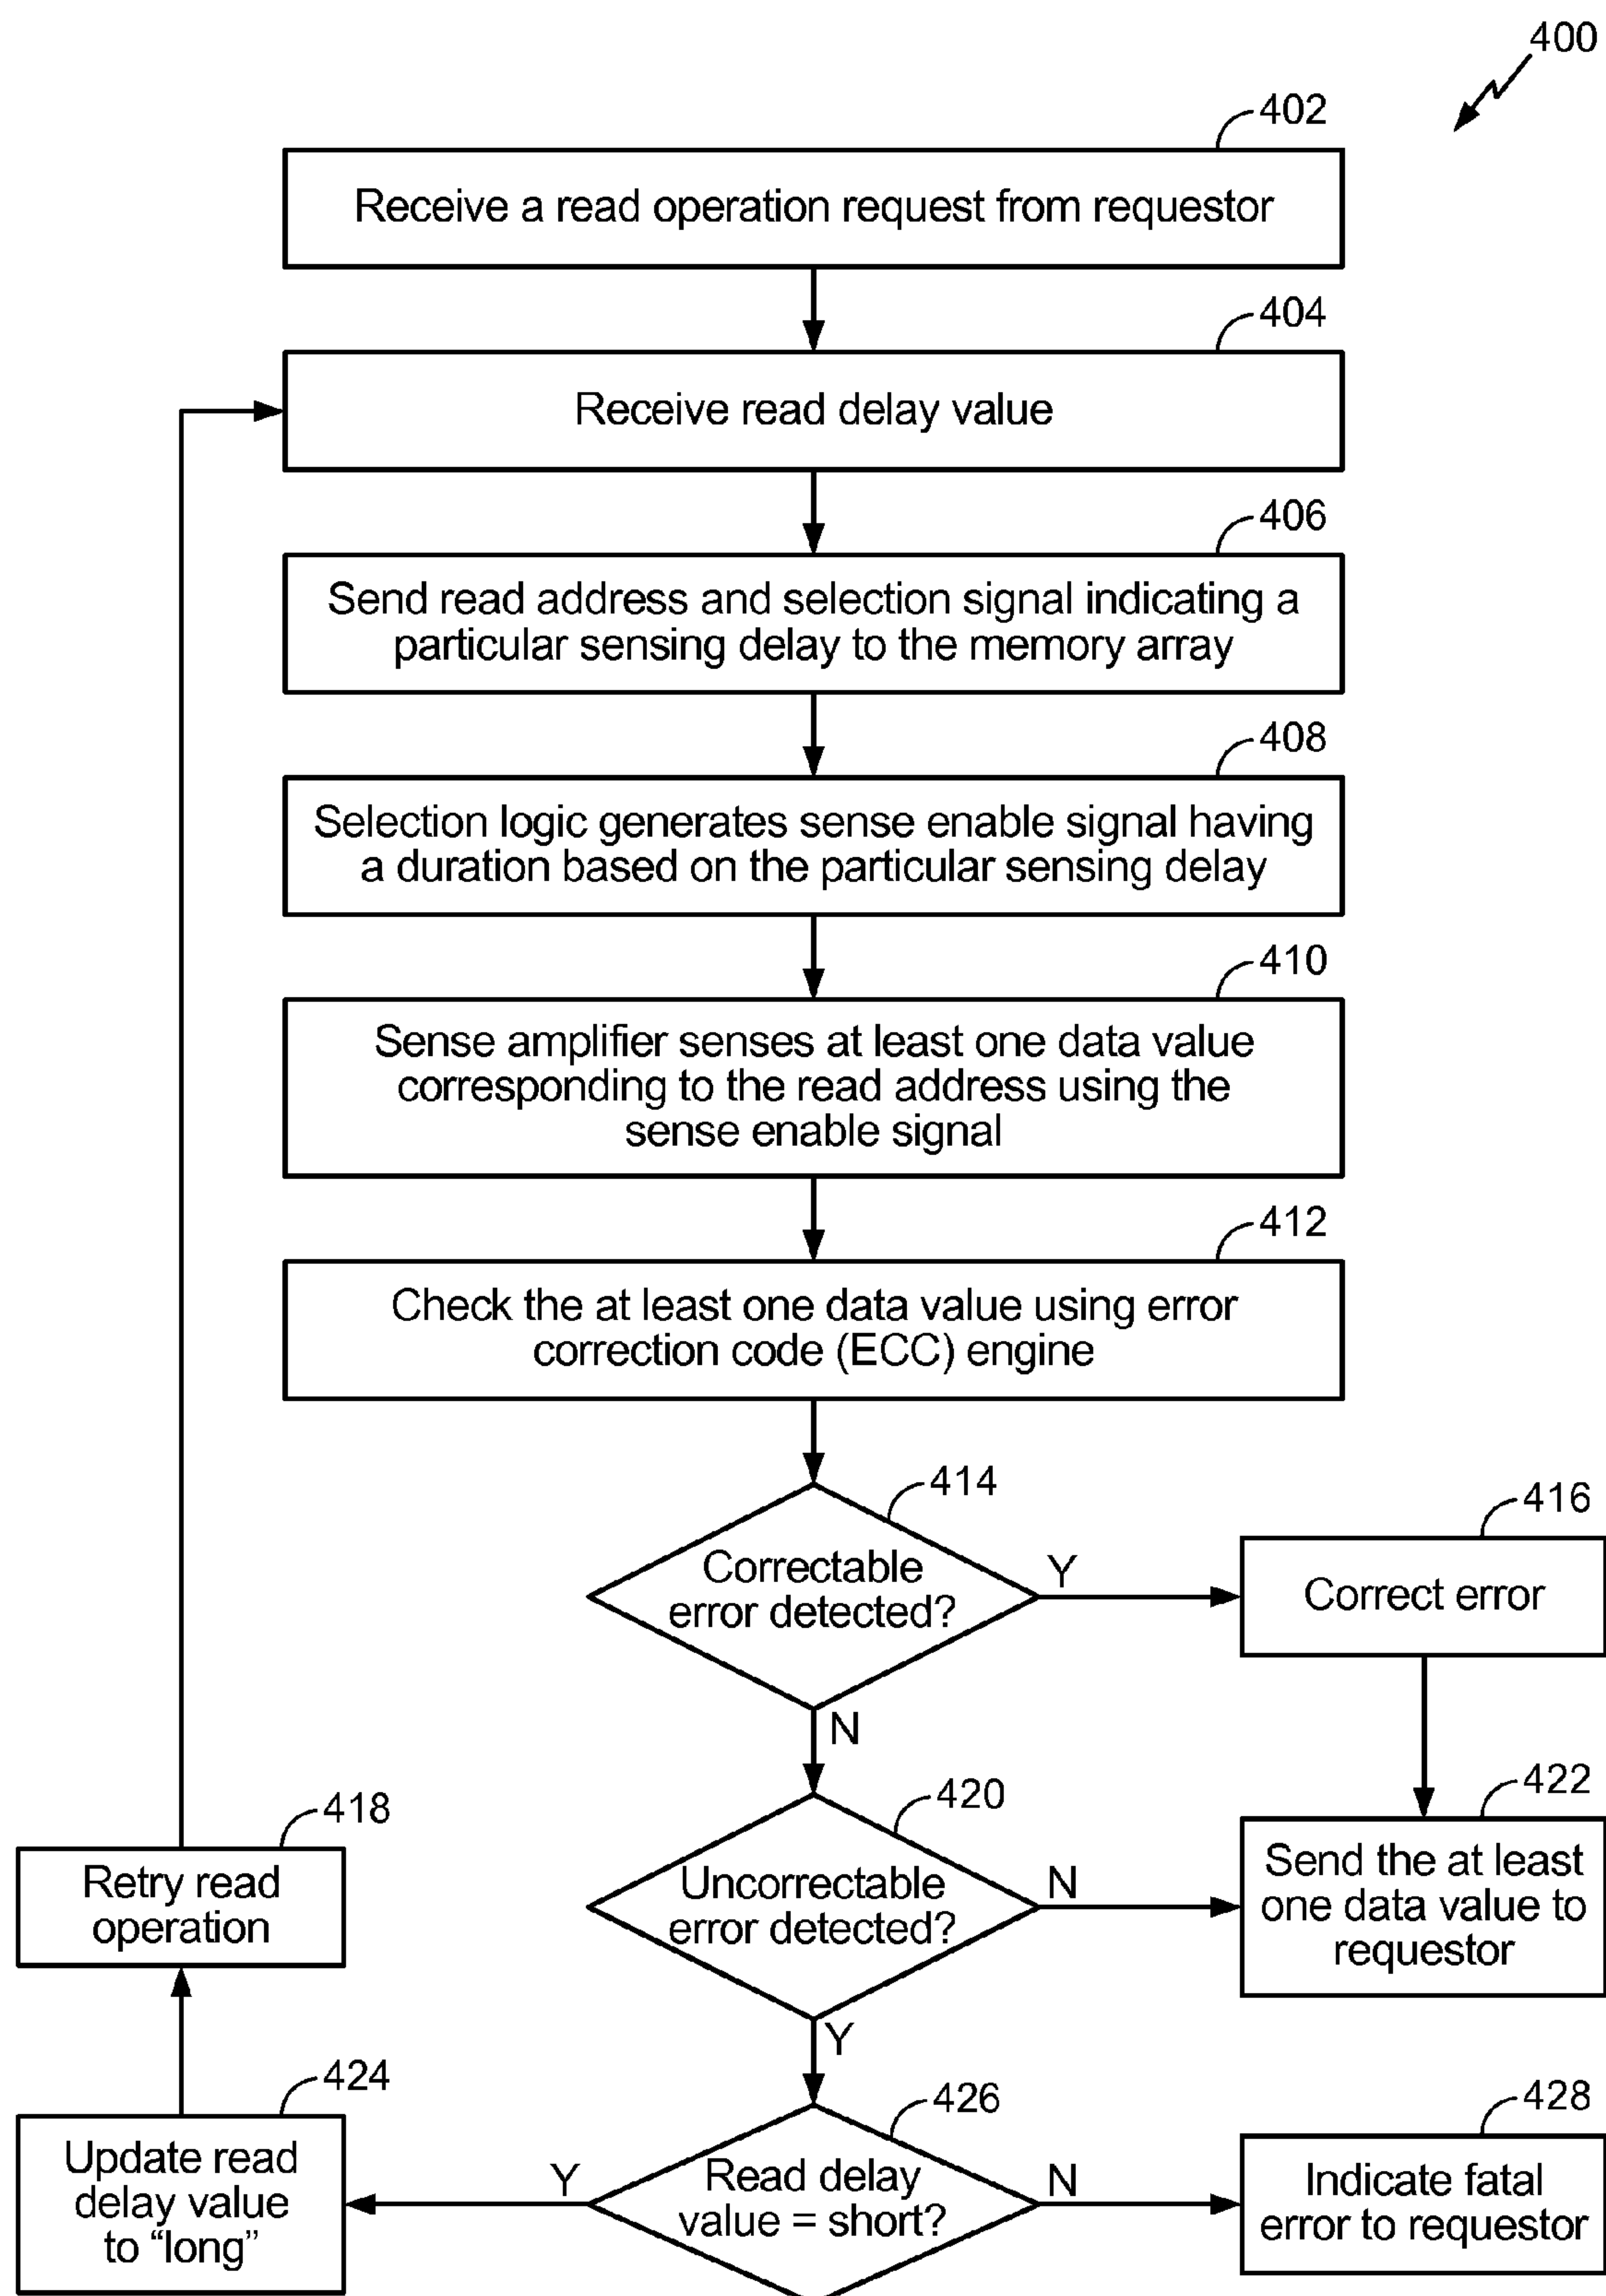 400
402
Receive a read operation request from requestor
404
Receive read delay value
406
Send read address and selection signal indicating a
particular sensing delay to the memory array
408
Selection logic generates sense enable signal having
a duration based on the particular sensing delay
410
Sense amplifier senses at least one data value
corresponding to the read address using the
sense enable signal
412
Check the at least one data value using error
correction code (ECC) engine
414
Correctable
error detected?
Y
416
Correct error
N
418
Retry read
operation
420
Uncorrectable
error detected?
N
422
Send the at least
one data value to
requestor
Y
424
Update read
delay value
to “long”
Y
426
Read delay
value = short?
N
428
Indicate fatal
error to requestor